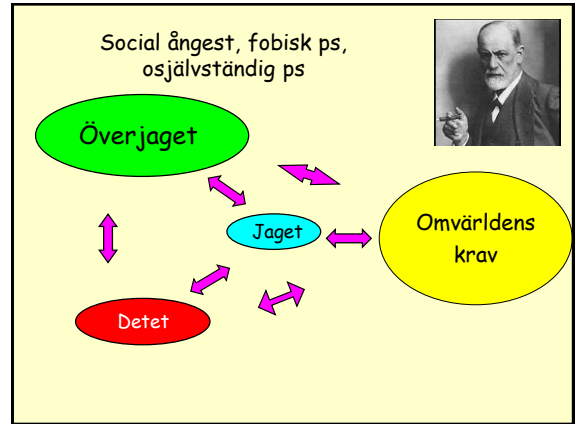 Social ångest, fobisk ps,
osjälvständig ps
Överjaget
Jaget
Omvärldens
krav
Detet